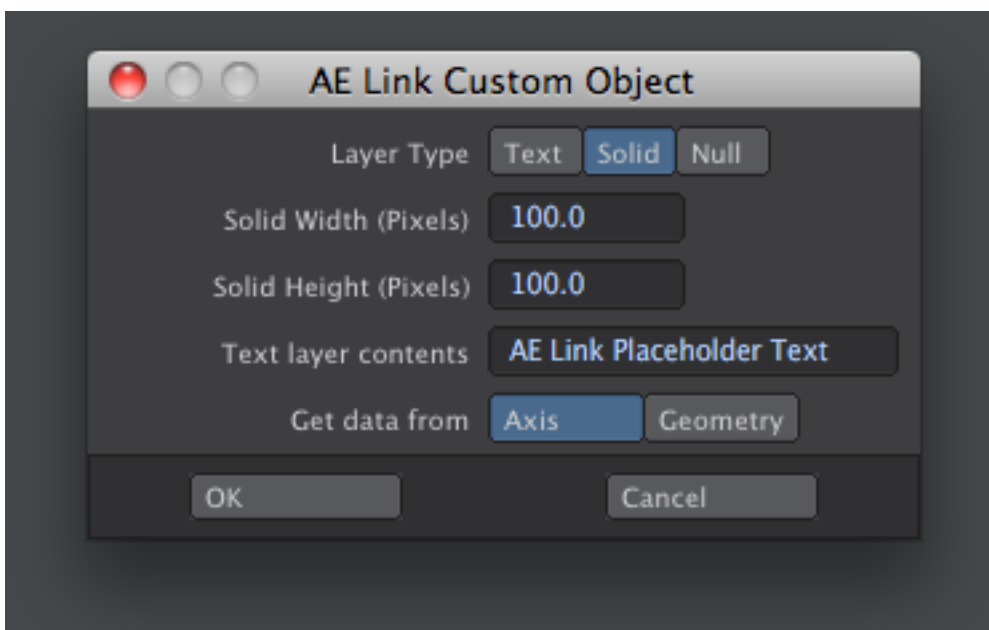 AE Link Custom Object
Layer Type Text Solid Null
Solid Width (Pixels) 100.0
Solid Height (Pixels) 100.0
Text layer contents AE Link Placeholder Text
Get data from Axis Geometry
OK Cancel